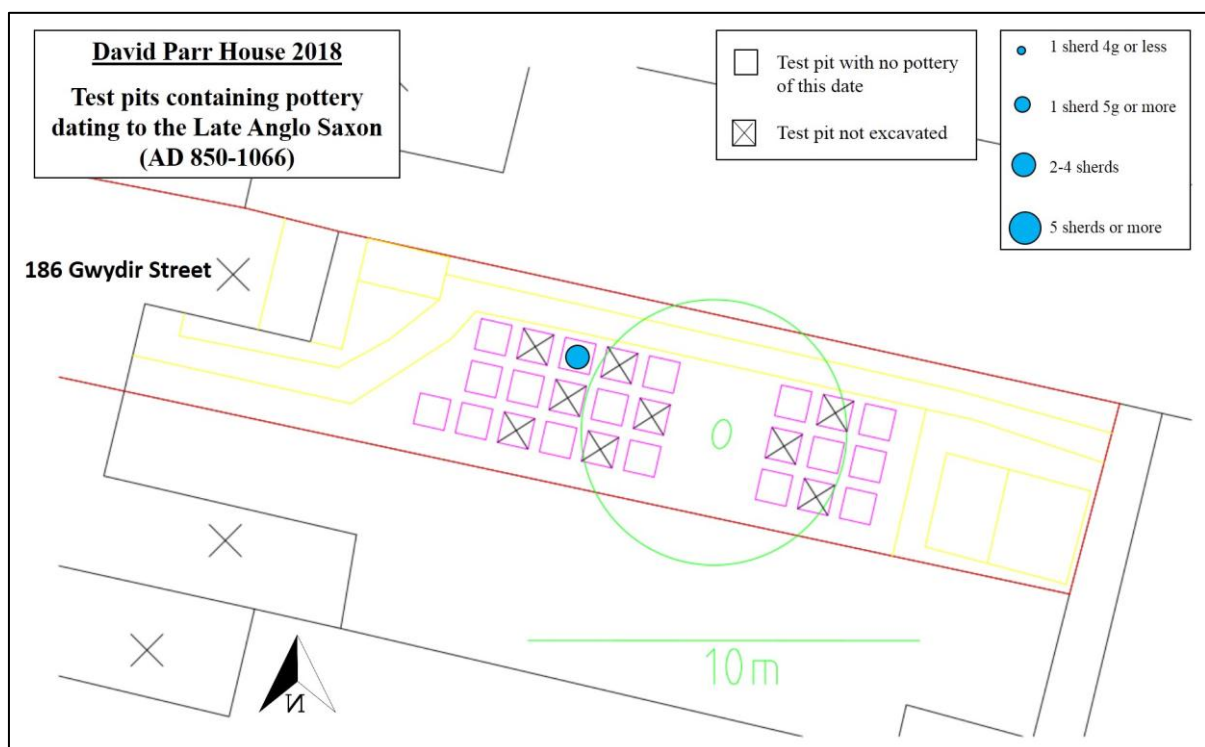 David Parr House 2018
Test pits containing pottery
dating to the Late Anglo Saxon
(AD 850-1066)
Test pit with no pottery
of this date
Test pit not excavated
1 sherd 4g or less
1 sherd 5g or more
2-4 sherds
5 sherds or more
186 Gwydir Street
10m
N